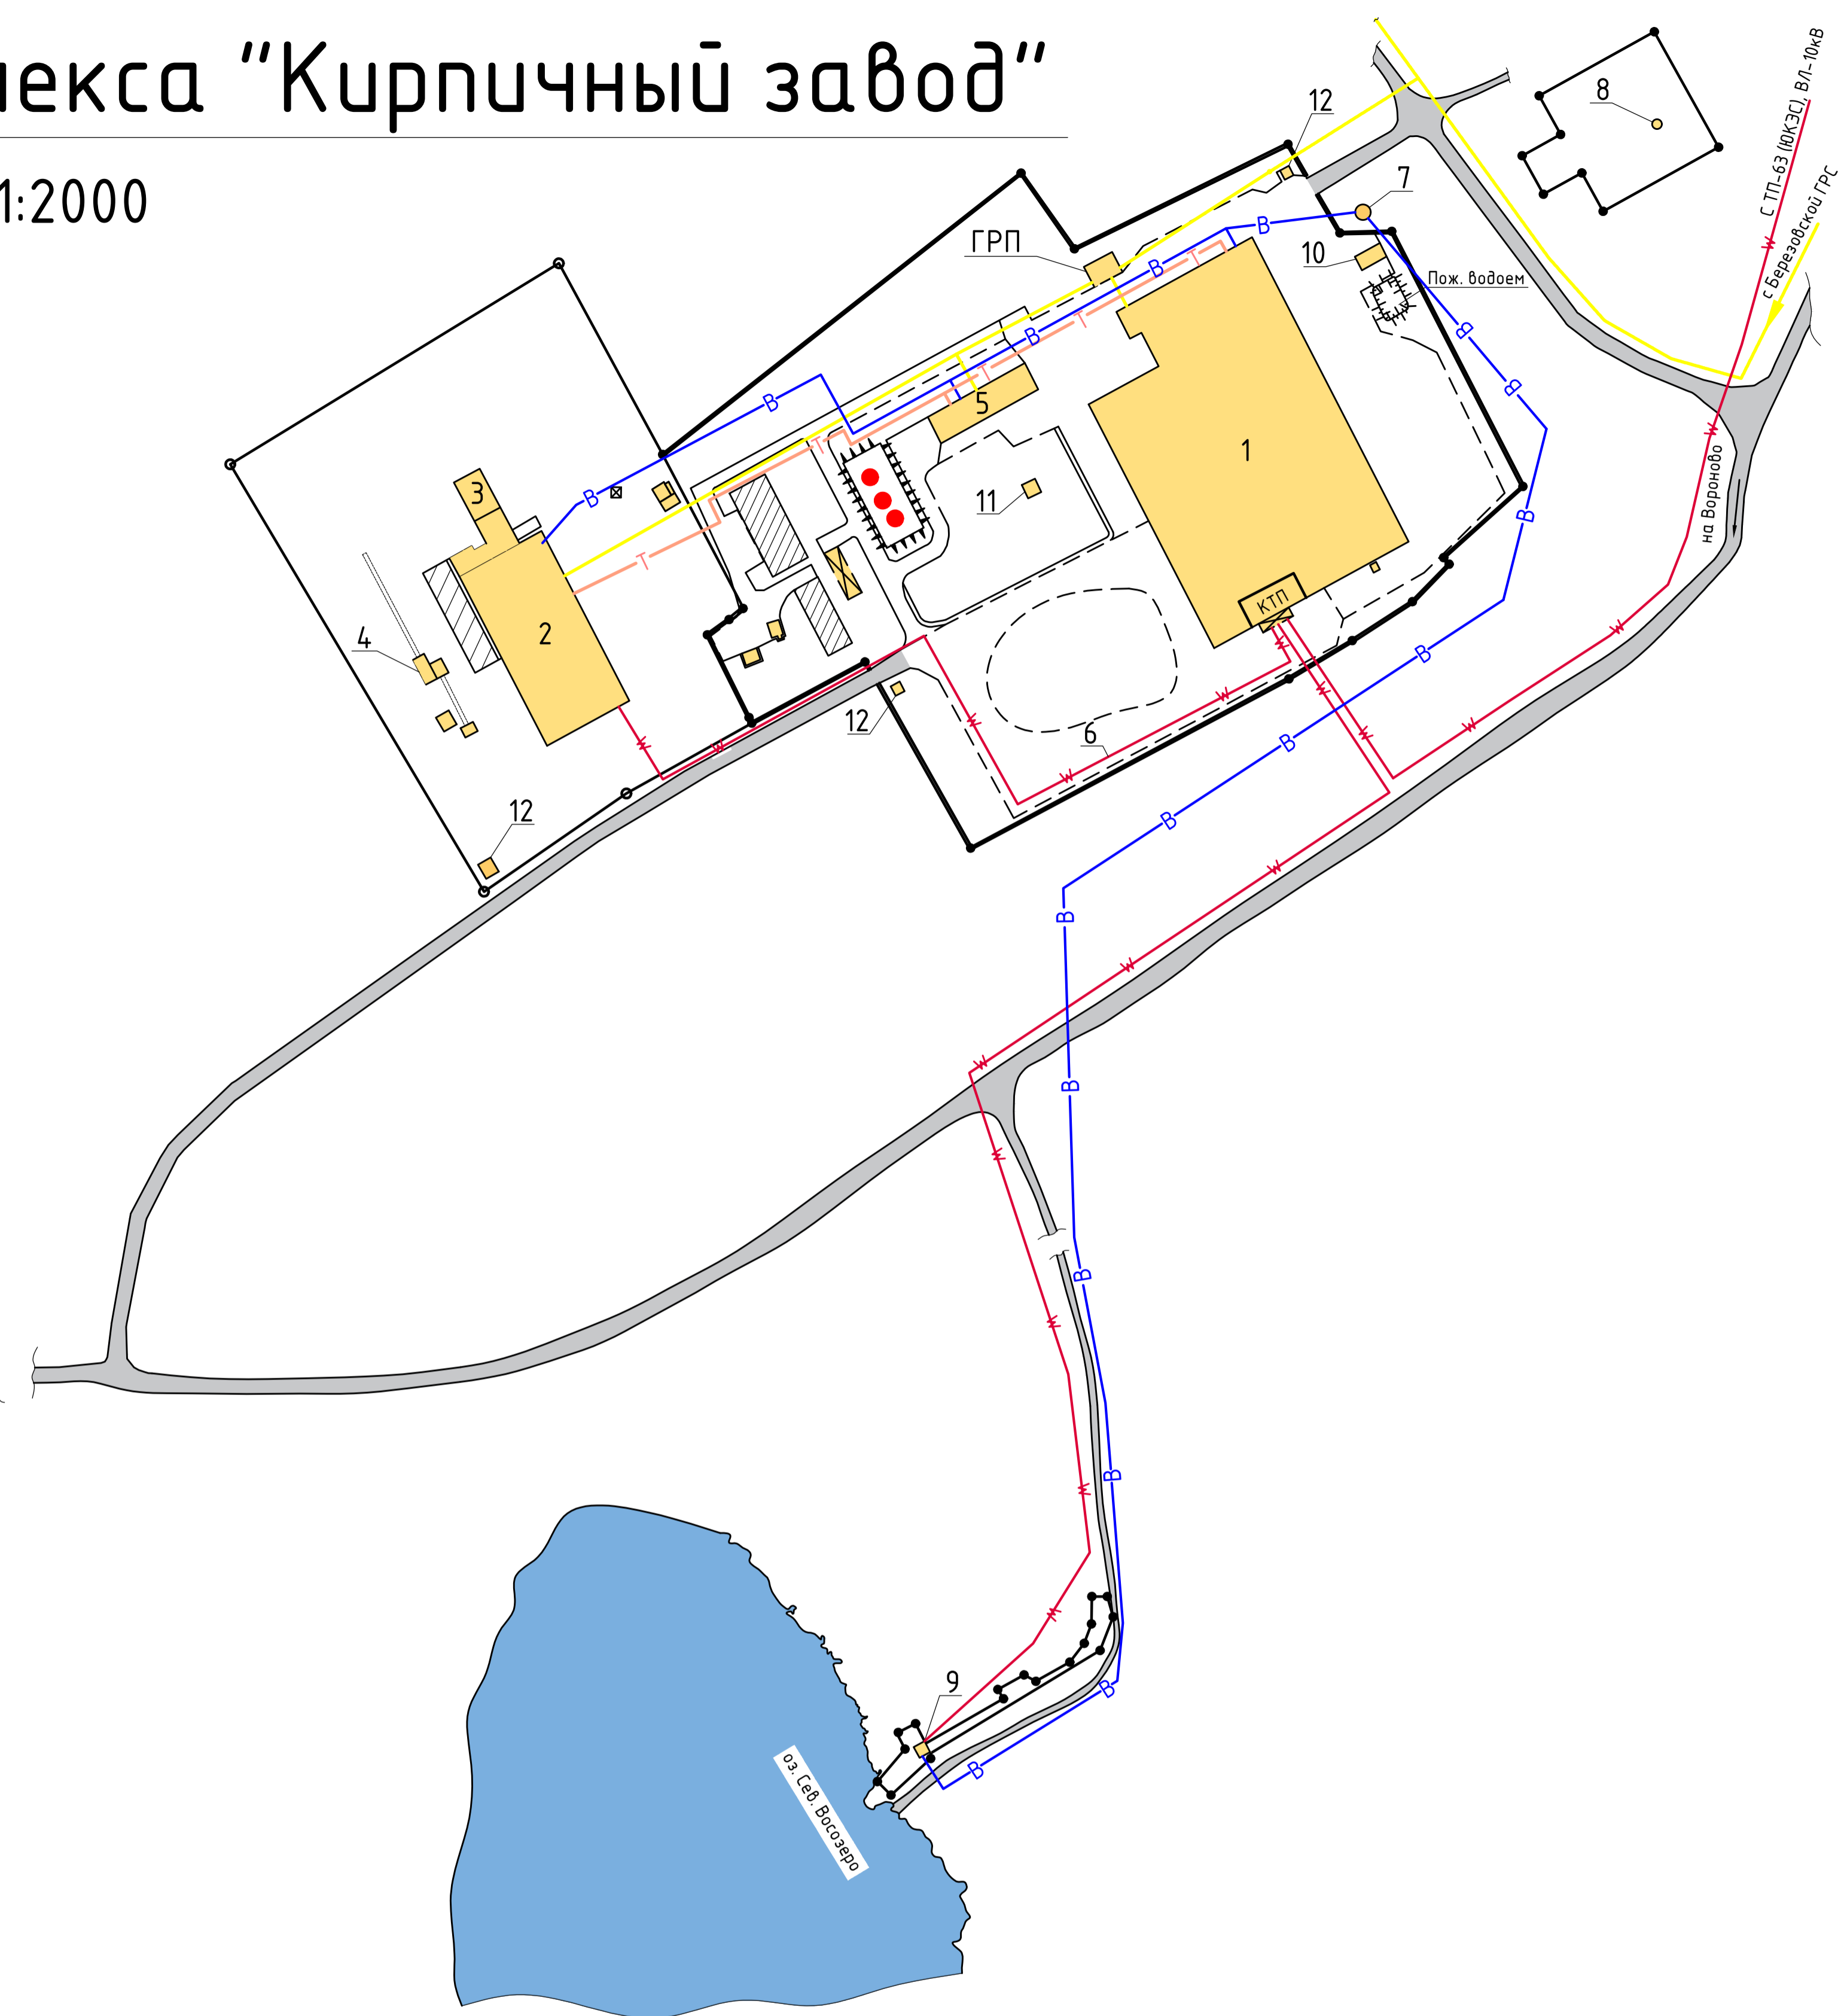 лекса "Кирпичный завод"
1:2000
12
8
С ТП-63 (ЮКЭС), ВЛ-10кВ
с Березовской ГРС
7
ГРП
В
10
Т
В
Пож. водоем
Т
В
В
Т
5
В
В
Т
1
W
W
на Вороново
3
В
11
В
Т
КТП
4
2
W
W
В
W
W
12
W
W
W
W
W
6
В
W
В
12
W
В
W
W
В
W
В
W
В
W
В
W
9
В
В
оз. Сев. Восозеро